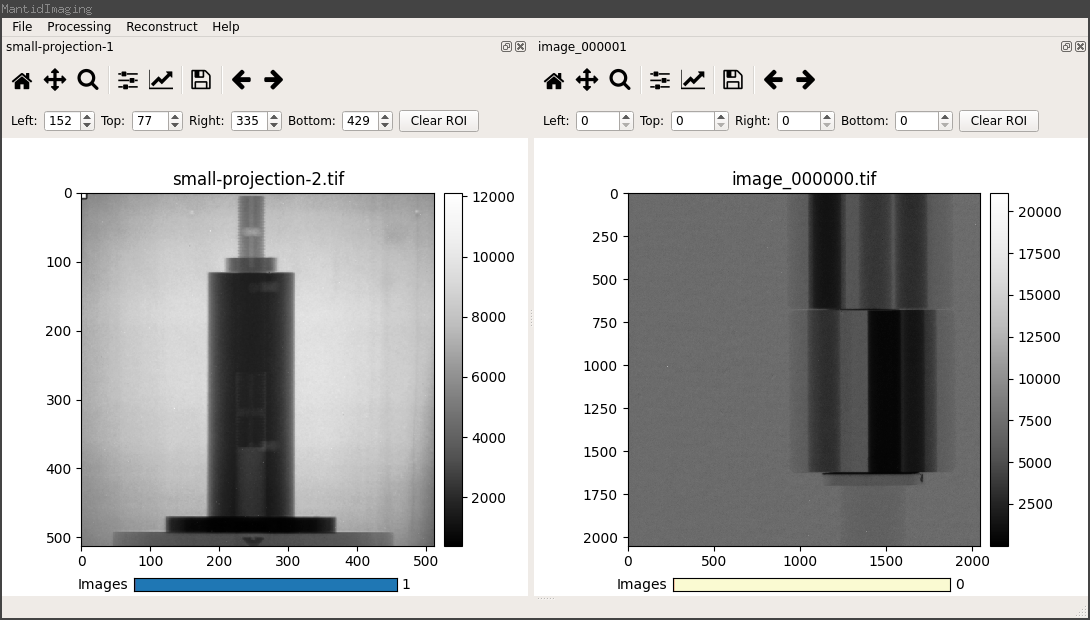 MantidImaging
File Processing Reconstruct Help
small-projection-1
Left: 152 Top: 77 Right: 335 Bottom: 429 Clear ROI
small-projection-2.tif
0
100
200
300
400
500
0 100 200 300 400 500
12000
10000
8000
6000
4000
2000
Images 1
image_000001
Left: 0 Top: 0 Right: 0 Bottom: 0 Clear ROI
image_000000.tif
0
250
500
750
1000
1250
1500
1750
2000
0 500 1000 1500 2000
20000
17500
15000
12500
10000
7500
5000
2500
Images 0